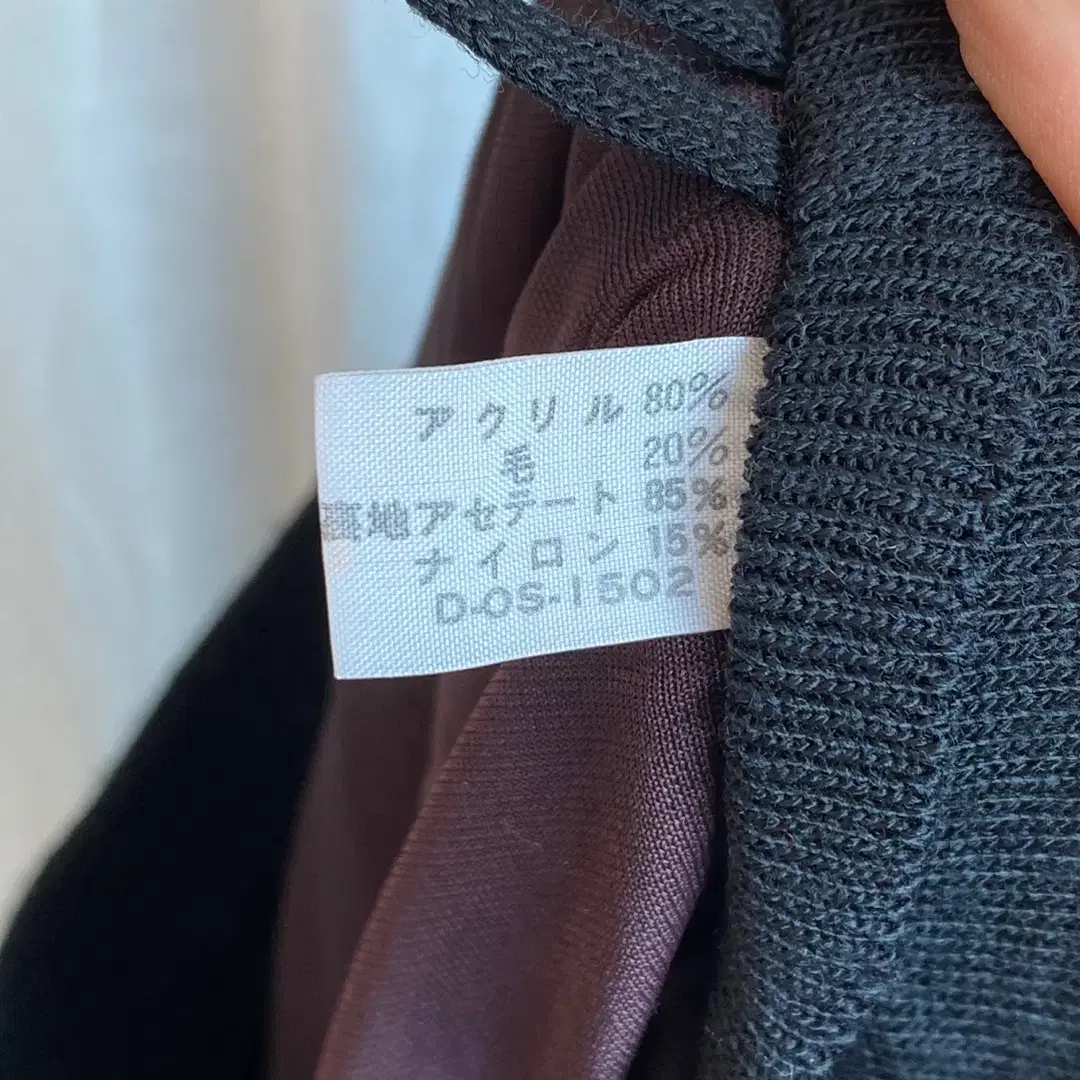 アクリル 80%
毛 20%
裏地アセテート 85%
ナイロン 15%
D-OS-1502